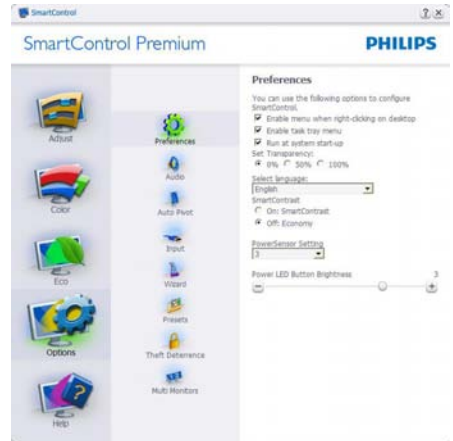 SmartControl
SmartControl Premium
PHILIPS
Adjust
Color
Eco
Options
Help
Preferences
Audio
Auto Pivot
Input
Wizard
Presets
Theft Deterrence
Multi Monitors
Preferences
You can use the following options to configure
SmartControl.
Enable menu when right-clicking on desktop
Enable task tray menu
Run at system start-up
Set Transparency:
0% 50% 100%
Select language:
English
SmartContrast
On: SmartContrast
Off: Economy
PowerSensor Setting
3
Power LED Button Brightness 3